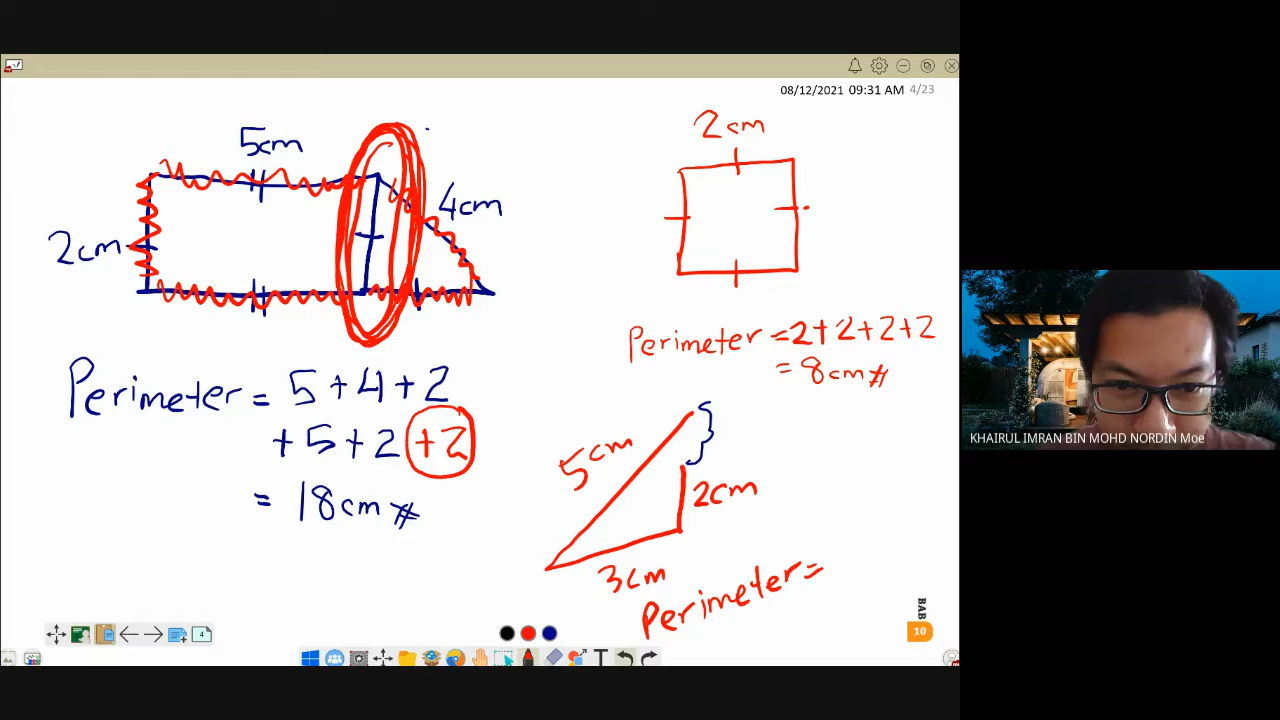 08/12/2021 09:31 AM 4/23
5cm
4cm
2cm
Perimeter = 5+4+2
+5+2+2
= 18cm
2cm
Perimeter = 2+2+2+2
= 8cm
5cm
2cm
3cm
Perimeter =
BAB
10
4
T
KHAIRUL IMRAN BIN MOHD NORDIN Moe